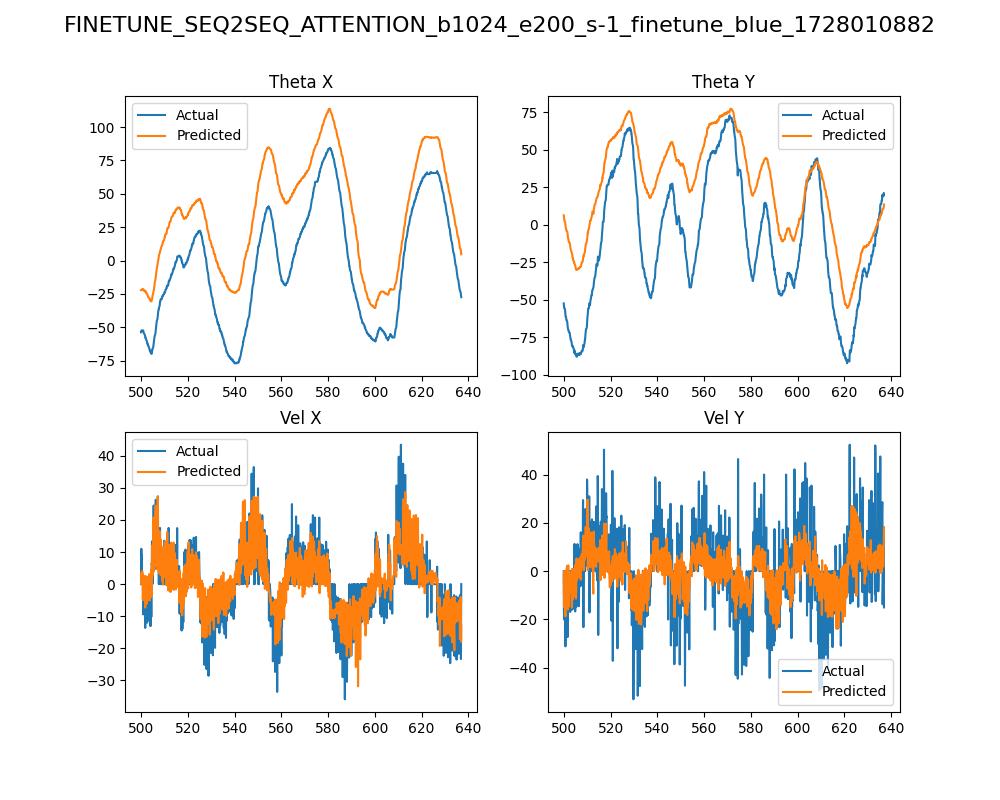 FINETUNE_SEQ2SEQ_ATTENTION_b1024_e200_s-1_finetune_blue_1728010882
Theta X
Actual
Predicted
100
75
50
25
0
−25
−50
−75
500 520 540 560 580 600 620 640
Theta Y
Actual
Predicted
75
50
25
0
−25
−50
−75
−100
500 520 540 560 580 600 620 640
Vel X
Actual
Predicted
40
30
20
10
0
−10
−20
−30
500 520 540 560 580 600 620 640
Vel Y
40
20
0
−20
−40
Actual
Predicted
500 520 540 560 580 600 620 640